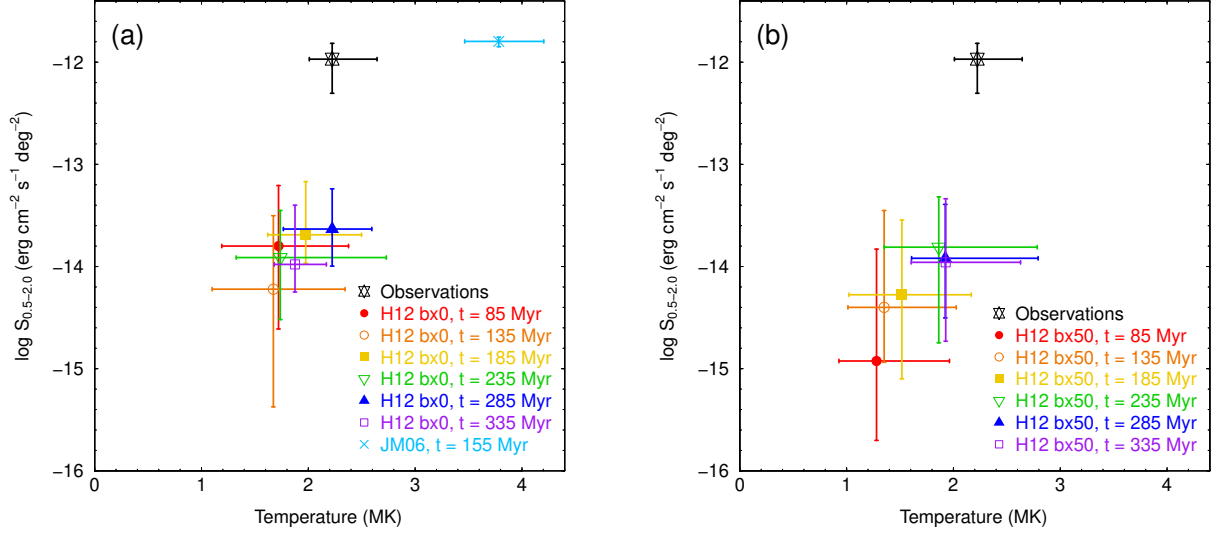 (a)
log S0.5–2.0 (erg cm−2 s−1 deg−2)
−12
−13
−14
−15
−16
Observations
H12 bx0, t = 85 Myr
H12 bx0, t = 135 Myr
H12 bx0, t = 185 Myr
H12 bx0, t = 235 Myr
H12 bx0, t = 285 Myr
H12 bx0, t = 335 Myr
JM06, t = 155 Myr
0 1 2 3 4
Temperature (MK)
(b)
log S0.5–2.0 (erg cm−2 s−1 deg−2)
−12
−13
−14
−15
−16
Observations
H12 bx50, t = 85 Myr
H12 bx50, t = 135 Myr
H12 bx50, t = 185 Myr
H12 bx50, t = 235 Myr
H12 bx50, t = 285 Myr
H12 bx50, t = 335 Myr
0 1 2 3 4
Temperature (MK)